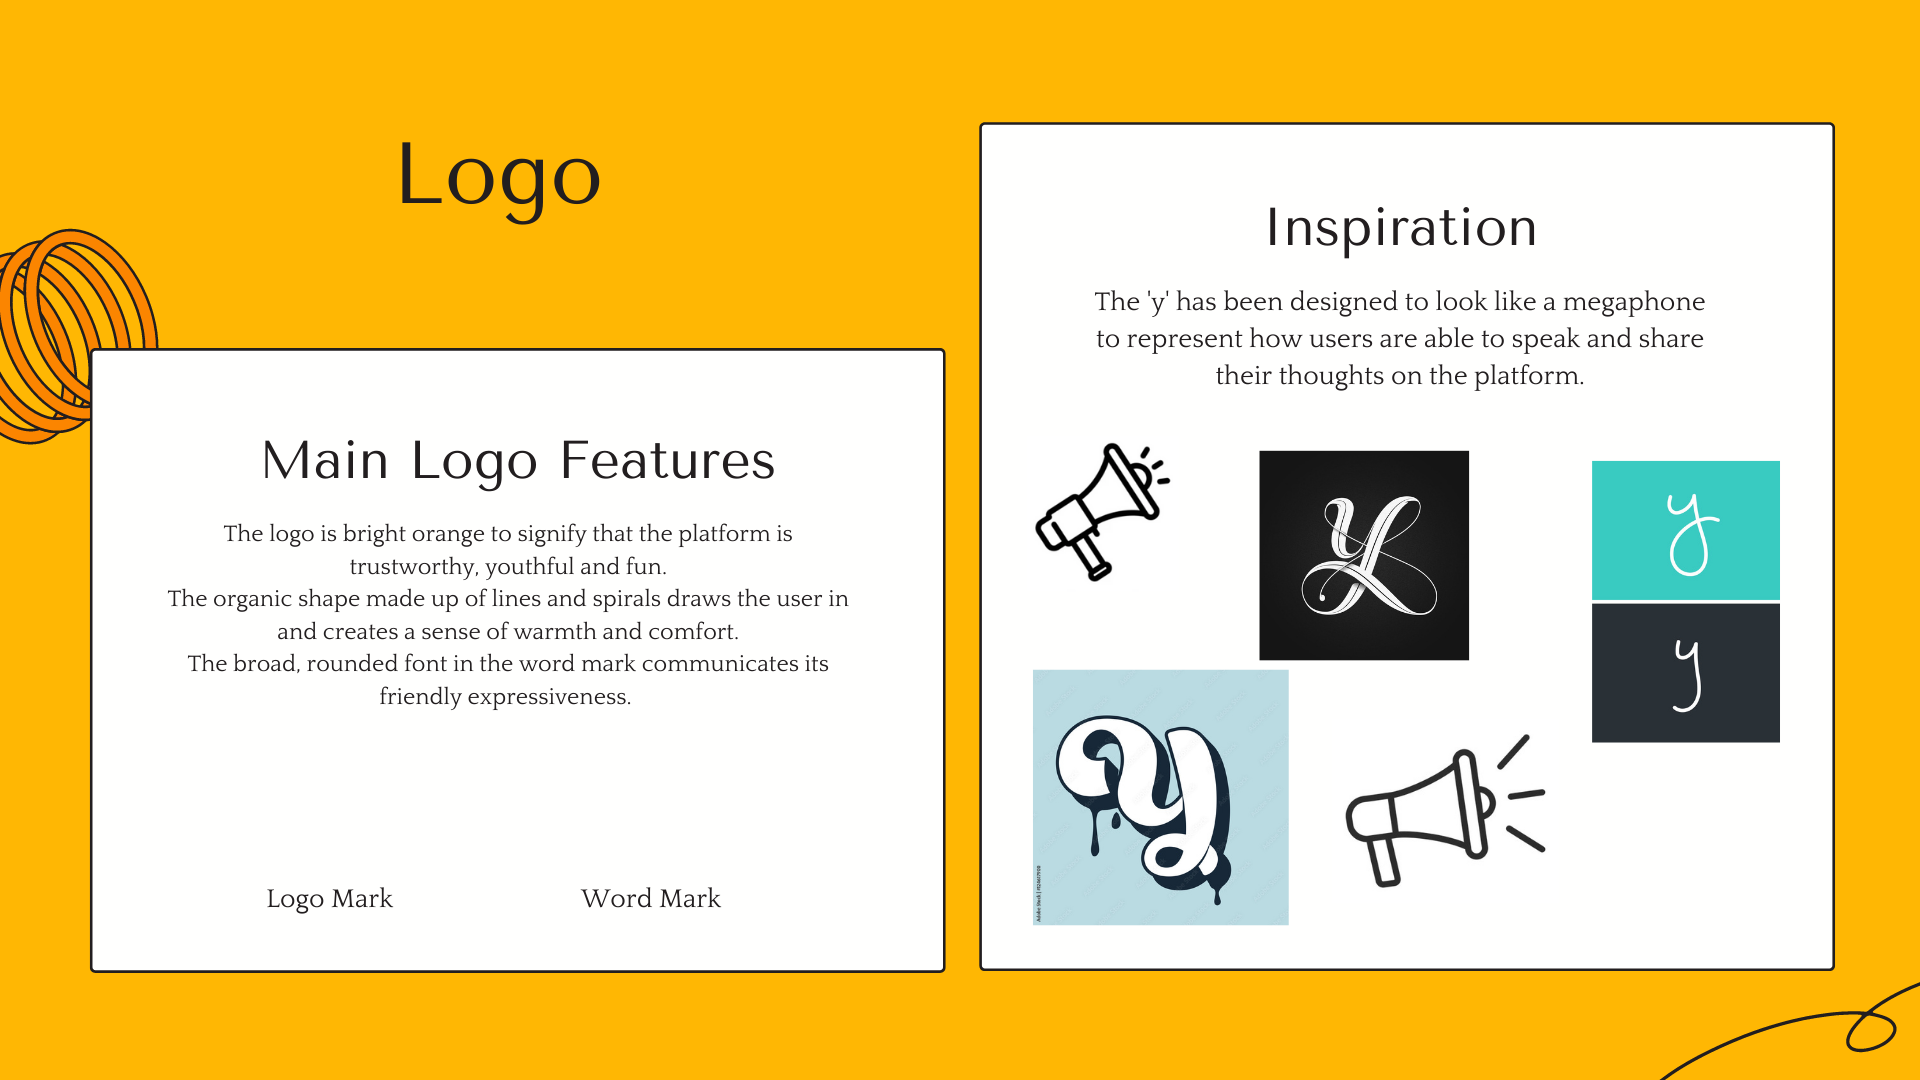 Logo
Main Logo Features
The logo is bright orange to signify that the platform is
trustworthy, youthful and fun.
The organic shape made up of lines and spirals draws the user in
and creates a sense of warmth and comfort.
The broad, rounded font in the word mark communicates its
friendly expressiveness.
Logo Mark
Word Mark
Inspiration
The 'y' has been designed to look like a megaphone
to represent how users are able to speak and share
their thoughts on the platform.
y
y
y
y